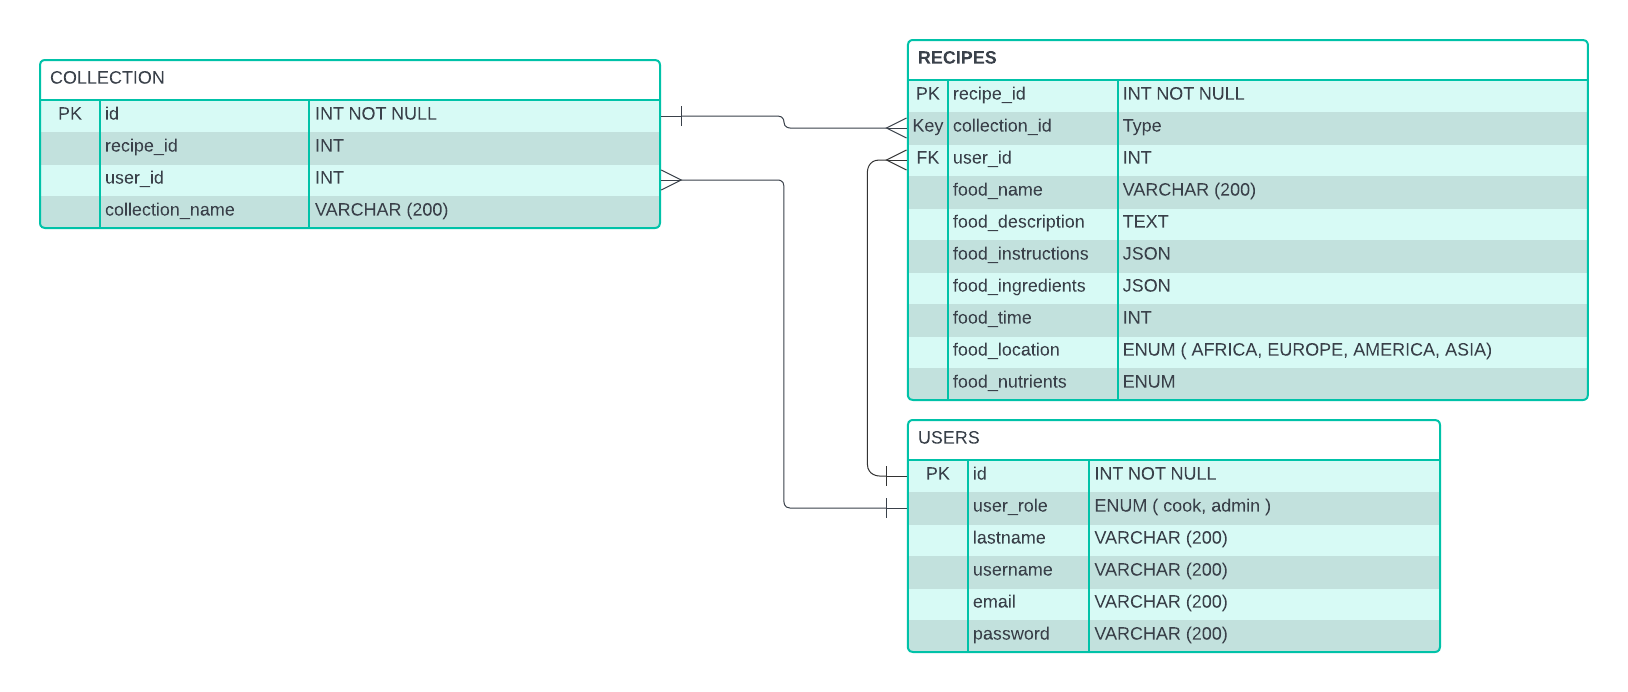 COLLECTION
PK id INT NOT NULL
recipe_id INT
user_id INT
collection_name VARCHAR (200)
RECIPES
PK recipe_id INT NOT NULL
Key collection_id Type
FK user_id INT
food_name VARCHAR (200)
food_description TEXT
food_instructions JSON
food_ingredients JSON
food_time INT
food_location ENUM ( AFRICA, EUROPE, AMERICA, ASIA)
food_nutrients ENUM
USERS
PK id INT NOT NULL
user_role ENUM ( cook, admin )
lastname VARCHAR (200)
username VARCHAR (200)
email VARCHAR (200)
password VARCHAR (200)